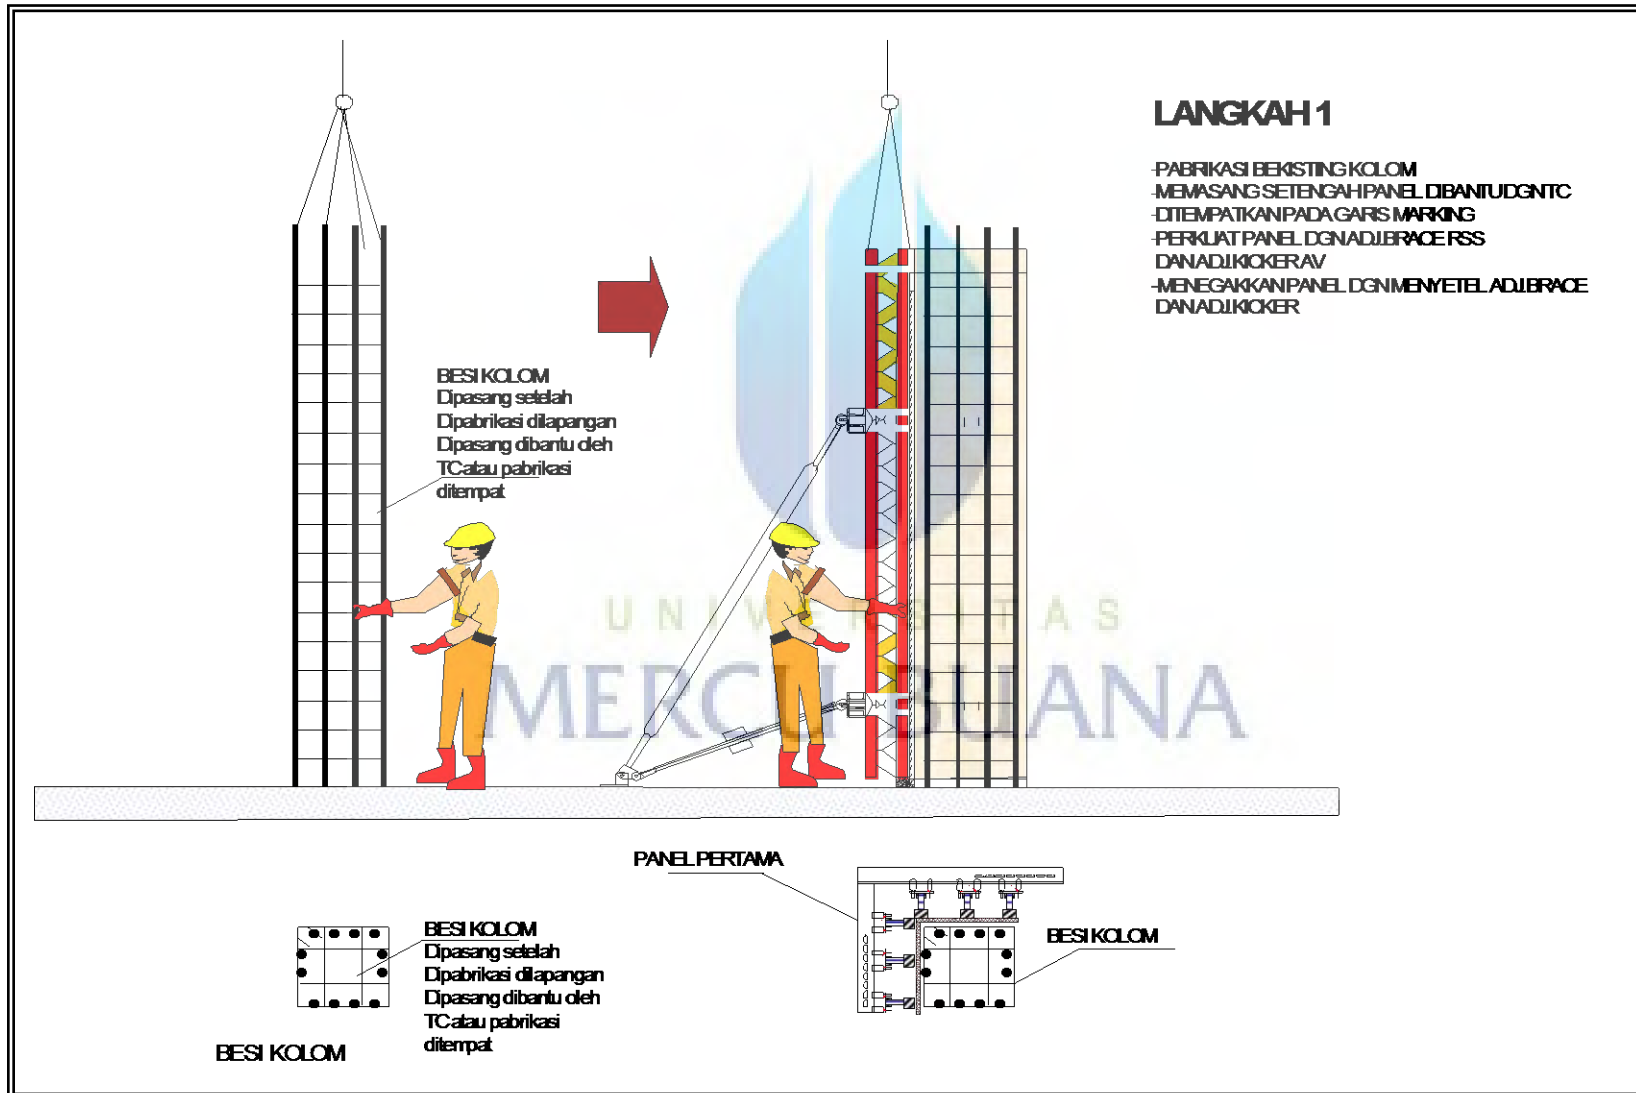 LANGKAH 1
-PABRIKASI BEKISTING KOLOM
-MEMASANG SETENGAH PANEL DIBANTU DGN TC
-DITEMPATKAN PADA GARIS MARKING
-PERKUAT PANEL DGN ADJ.BRACE RSS
DAN ADJ.KICKER AV
-MENEGAKKAN PANEL DGN MENYETEL ADJ.BRACE
DAN ADJ.KICKER
BESI KOLOM
Dipasang setelah
Dipabrikasi dilapangan
Dipasang dibantu oleh
TC atau pabrikasi
ditempat
UNIVERSITAS
MERCU BUANA
PANEL PERTAMA
BESI KOLOM
Dipasang setelah
Dipabrikasi dilapangan
Dipasang dibantu oleh
TC atau pabrikasi
ditempat
BESI KOLOM
BESI KOLOM